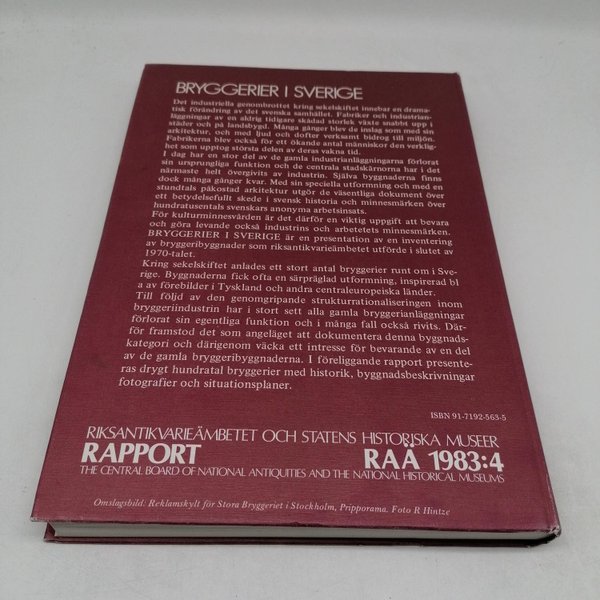 BRYGGERIER I SVERIGE
Det industriella genombrottet kring sekelskiftet innebar en drama-
tisk förändring av det svenska samhället. Fabriker och industrian-
läggningar av en aldrig tidigare skådad storlek växte snabbt upp i
städer och på landsbygd. Många gånger blev de inslag som med sin
arkitektur, och med ljud och dofter verksamt bidrog till miljön.
Fabrikerna blev också för ett ökande antal människor den verklig-
het som upptog största delen av deras vakna tid.
I dag har en stor del av de gamla industrianläggningarna förlorat
sin ursprungliga funktion och de centrala stadskärnorna har i det
närmaste helt övergivits av industrin. Själva byggnaderna finns
dock många gånger kvar. Med sin speciella utformning och med en
stundtals påkostad arkitektur utgör de väsentliga dokument över
ett betydelsefullt skede i svensk historia och minnesmärken över
hundratusentals svenskars anonyma arbetsinsats.
För kulturminnesvården är det därför en viktig uppgift att bevara
och göra levande också industrins och arbetetets minnesmärken.
BRYGGERIER I SVERIGE är en presentation av en inventering
av bryggeribyggnader som riksantikvarieämbetet utförde i slutet av
1970-talet.
Kring sekelskiftet anlades ett stort antal bryggerier runt om i Sve-
rige. Byggnaderna fick ofta en särpräglad utformning, inspirerad bl
a av förebilder i Tyskland och andra centraleuropeiska länder.
Till följd av den genomgripande strukturrationaliseringen inom
bryggeriindustrin har i stort sett alla gamla bryggerianläggningar
förlorat sin egentliga funktion och i många fall också rivits. Där-
för framstod det som angeläget att dokumentera denna byggnads-
kategori och därigenom väcka ett intresse för bevarande av en del
av de gamla bryggeribyggnaderna. I föreliggande rapport presente-
ras drygt hundratal bryggerier med historik, byggnadsbeskrivningar
fotografier och situationsplaner.
ISBN 91-7192-563-5
RIKSANTIKVARIEÄMBETET OCH STATENS HISTORISKA MUSEER
RAPPORT RAÄ 1983:4
THE CENTRAL BOARD OF NATIONAL ANTIQUITIES AND THE NATIONAL HISTORICAL MUSEUMS
Omslagsbild: Reklamskylt för Stora Bryggeriet i Stockholm, Pripporama. Foto R Hintze